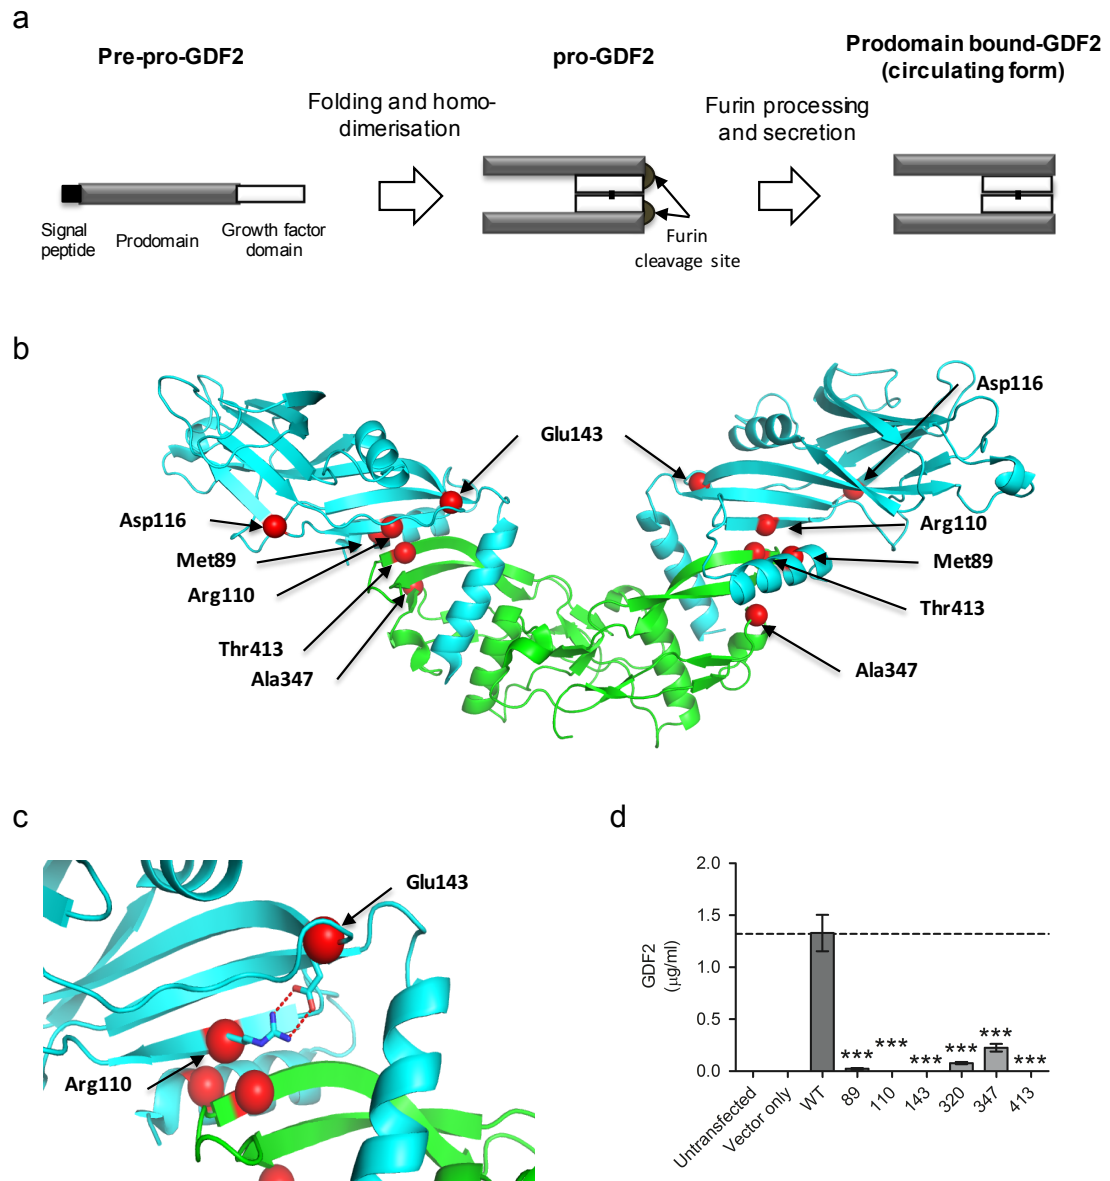 a
Pre-pro-GDF2
pro-GDF2
Prodomain bound-GDF2
(circulating form)
Folding and homo-
dimerisation
Furin processing
and secretion
Signal
peptide
Prodomain
Growth factor
domain
Furin
cleavage site
b
Glu143
Asp116
Asp116
Met89
Arg110
Thr413
Ala347
Arg110
Met89
Thr413
Ala347
c
Glu143
Arg110
d
GDF2
(µg/ml)
2.0
1.5
1.0
0.5
0.0
***
***
***
***
***
***
Untransfected
Vector only
WT
89
110
143
320
347
413